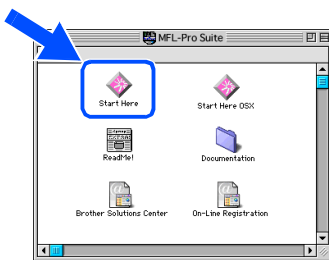 MFL-Pro Suite
Start Here
Start Here OSX
ReadMe!
Documentation
Brother Solutions Center
On-Line Registration